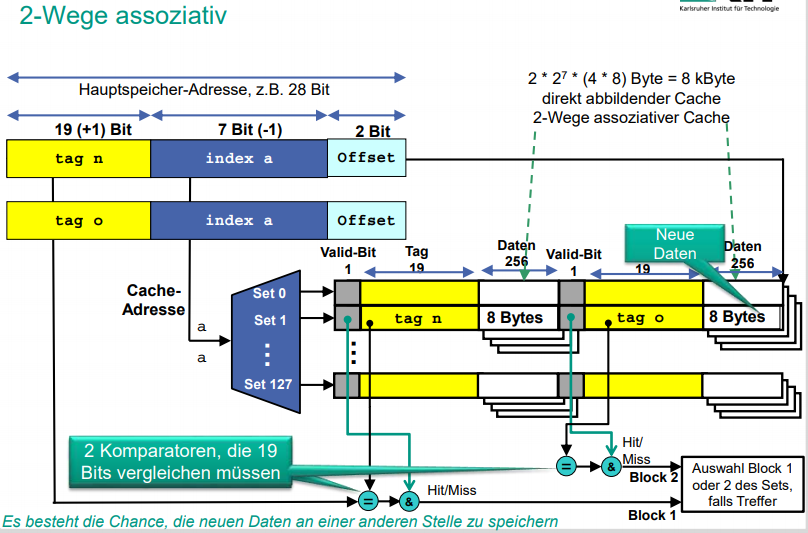 2-Wege assoziativ
Karlsruher Institut für Technologie
Hauptspeicher-Adresse, z.B. 28 Bit
2 * 2⁷ * (4 * 8) Byte = 8 kByte
direkt abbildender Cache
2-Wege assoziativer Cache
19 (+1) Bit
7 Bit (-1)
2 Bit
tag n
index a
Offset
tag o
index a
Offset
Neue
Daten
Valid-Bit
1
Tag
19
Daten
256
Valid-Bit
1
19
Daten
256
Cache-
Adresse
a
a
Set 0
Set 1
Set 127
tag n
8 Bytes
tag o
8 Bytes
2 Komparatoren, die 19
Bits vergleichen müssen
=
&
Hit/
Miss
Block 2
=
&
Hit/Miss
Block 1
Auswahl Block 1
oder 2 des Sets,
falls Treffer
Es besteht die Chance, die neuen Daten an einer anderen Stelle zu speichern